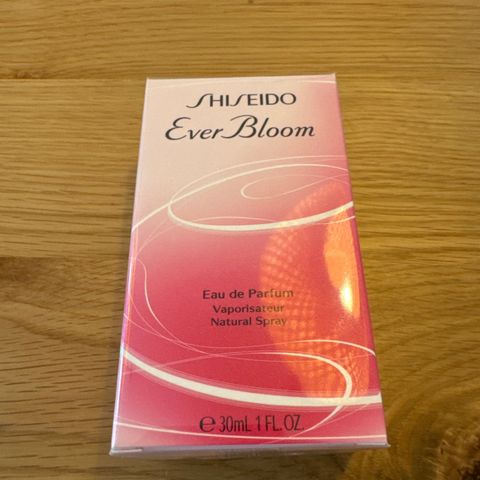 SHISEIDO
Ever Bloom
Eau de Parfum
Vaporisateur
Natural Spray
℮ 30mL 1 FL.OZ.